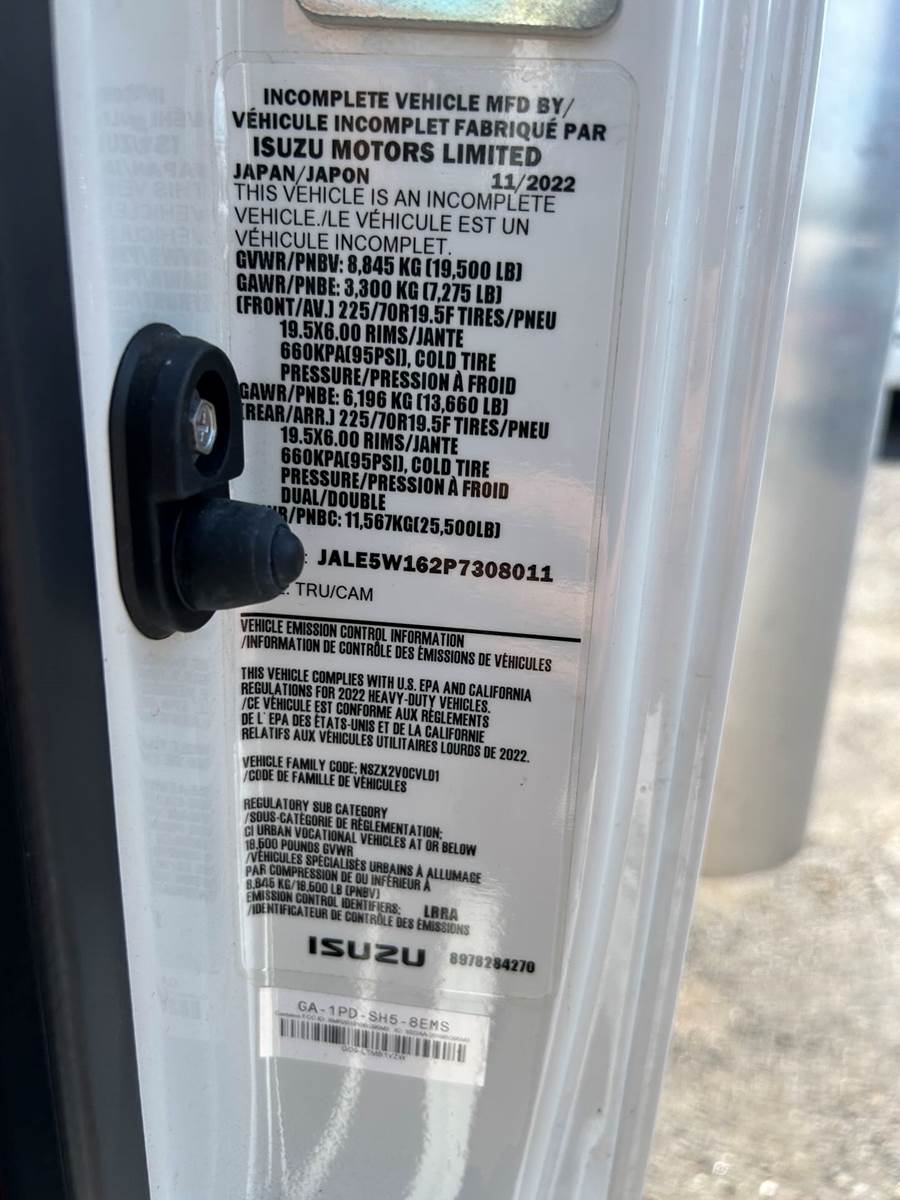 INCOMPLETE VEHICLE MFD BY/
VÉHICULE INCOMPLET FABRIQUÉ PAR
ISUZU MOTORS LIMITED
JAPAN/JAPON 11/2022
THIS VEHICLE IS AN INCOMPLETE
VEHICLE./LE VÉHICULE EST UN
VÉHICULE INCOMPLET.
GVWR/PNBV: 8,845 KG (19,500 LB)
GAWR/PNBE: 3,300 KG (7,275 LB)
(FRONT/AV.) 225/70R19.5F TIRES/PNEU
19.5X6.00 RIMS/JANTE
660KPA(95PSI), COLD TIRE
PRESSURE/PRESSION À FROID
GAWR/PNBE: 6,196 KG (13,660 LB)
(REAR/ARR.) 225/70R19.5F TIRES/PNEU
19.5X6.00 RIMS/JANTE
660KPA(95PSI), COLD TIRE
PRESSURE/PRESSION À FROID
DUAL/DOUBLE
R/PNBC: 11,567KG(25,500LB)
: JALE5W162P7308011
: TRU/CAM
VEHICLE EMISSION CONTROL INFORMATION
/INFORMATION DE CONTRÔLE DES ÉMISSIONS DE VÉHICULES
THIS VEHICLE COMPLIES WITH U.S. EPA AND CALIFORNIA
REGULATIONS FOR 2022 HEAVY-DUTY VEHICLES.
/CE VÉHICULE EST CONFORME AUX RÈGLEMENTS
DE L' EPA DES ÉTATS-UNIS ET DE LA CALIFORNIE
RELATIFS AUX VÉHICULES UTILITAIRES LOURDS DE 2022.
VEHICLE FAMILY CODE: NSZX2VOCVLD1
/CODE DE FAMILLE DE VÉHICULES
REGULATORY SUB CATEGORY
/SOUS-CATÉGORIE DE RÉGLEMENTATION:
CI URBAN VOCATIONAL VEHICLES AT OR BELOW
19,500 POUNDS GVWR
/VÉHICULES SPÉCIALISÉS URBAINS À ALLUMAGE
PAR COMPRESSION DE OU INFÉRIEUR À
8,845 KG/19,500 LB (PNBV)
EMISSION CONTROL IDENTIFIERS: LBRA
/IDENTIFICATEUR DE CONTRÔLE DES ÉMISSIONS
ISUZU 8978284270
GA-1PD-SH5-8EMS